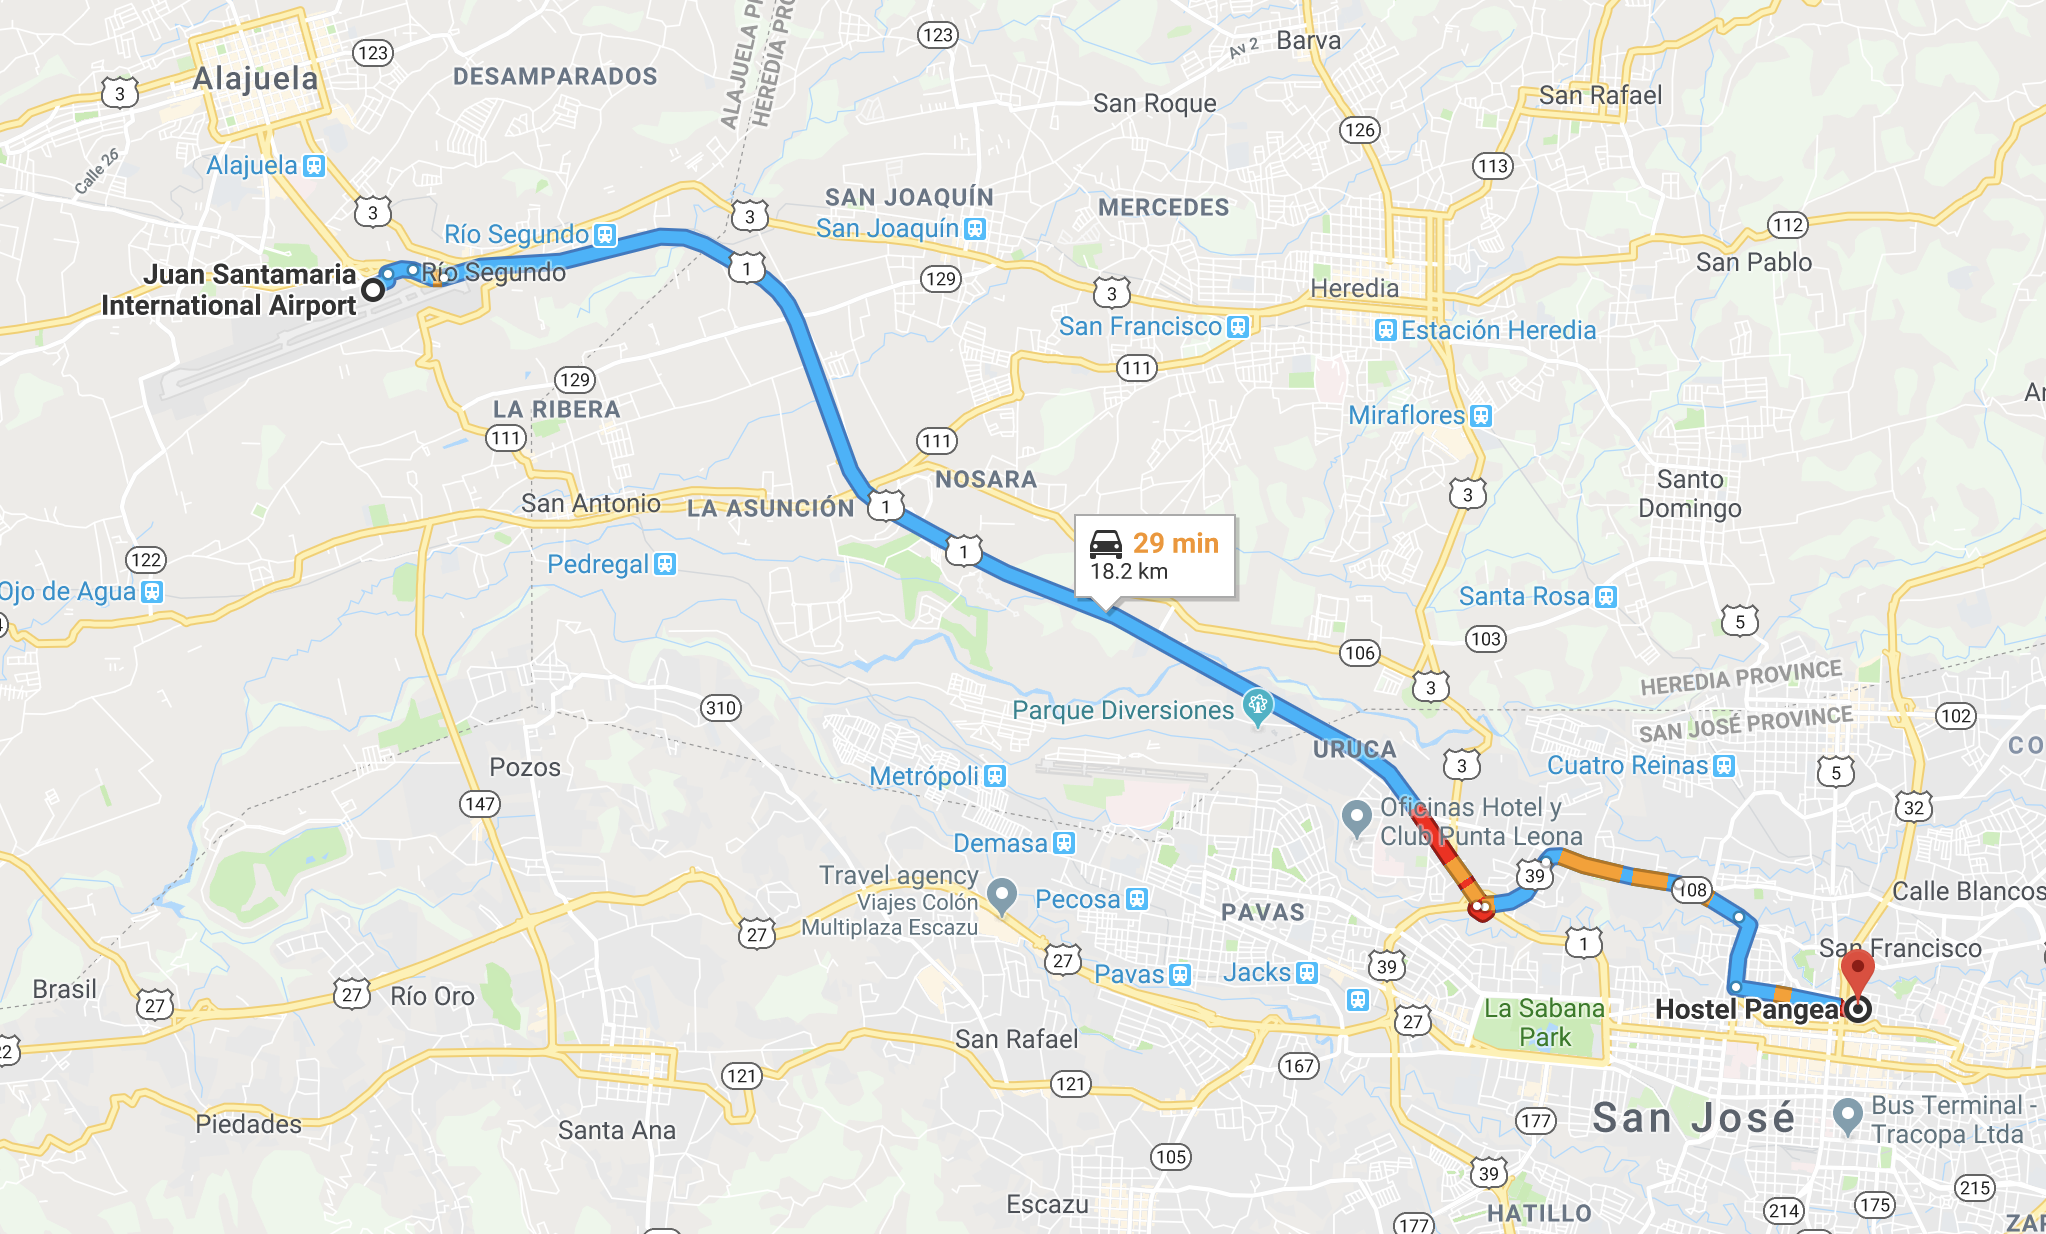 Alajuela
123
3
DESAMPARADOS
ALAJUELA P
HEREDIA PRO
123
Av 2
Barva
San Roque
San Rafael
126
113
Calle 26
Alajuela
3
Río Segundo
3
SAN JOAQUÍN
San Joaquín
MERCEDES
112
San Pablo
Juan Santamaria
International Airport
Río Segundo
1
129
3
Heredia
San Francisco
Estación Heredia
129
LA RIBERA
111
111
111
Miraflores
Ar
NOSARA
San Antonio
LA ASUNCIÓN
1
3
Santo
Domingo
122
Ojo de Agua
Pedregal
1
29 min
18.2 km
Santa Rosa
5
103
106
3
HEREDIA PROVINCE
SAN JOSÉ PROVINCE
102
CO
310
Parque Diversiones
URUCA
3
Cuatro Reinas
5
32
Pozos
147
Metrópoli
Oficinas Hotel y
Club Punta Leona
Demasa
39
108
Calle Blancos
Travel agency
Viajes Colón
Multiplaza Escazu
Pecosa
PAVAS
27
27
1
San Francisco
39
Pavas
Jacks
Brasil
27
27
Río Oro
La Sabana
Park
Hostel Pangea
27
22
San Rafael
121
121
167
Piedades
Santa Ana
177
San José
Bus Terminal -
Tracopa Ltda
105
39
Escazu
HATILLO
177
214
175
215
ZAP